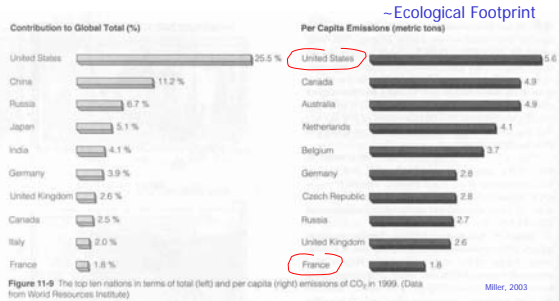 ~Ecological Footprint
Contribution to Global Total (%)
United States 25.5 %
China 11.2 %
Russia 6.7 %
Japan 5.1 %
India 4.1 %
Germany 3.9 %
United Kingdom 2.6 %
Canada 2.5 %
Italy 2.0 %
France 1.8 %
Per Capita Emissions (metric tons)
United States 5.6
Canada 4.9
Australia 4.9
Netherlands 4.1
Belgium 3.7
Germany 2.8
Czech Republic 2.8
Russia 2.7
United Kingdom 2.6
France 1.8
Figure 11-9 The top ten nations in terms of total (left) and per capita (right) emissions of CO₂ in 1999. (Data
from World Resources Institute)
Miller, 2003